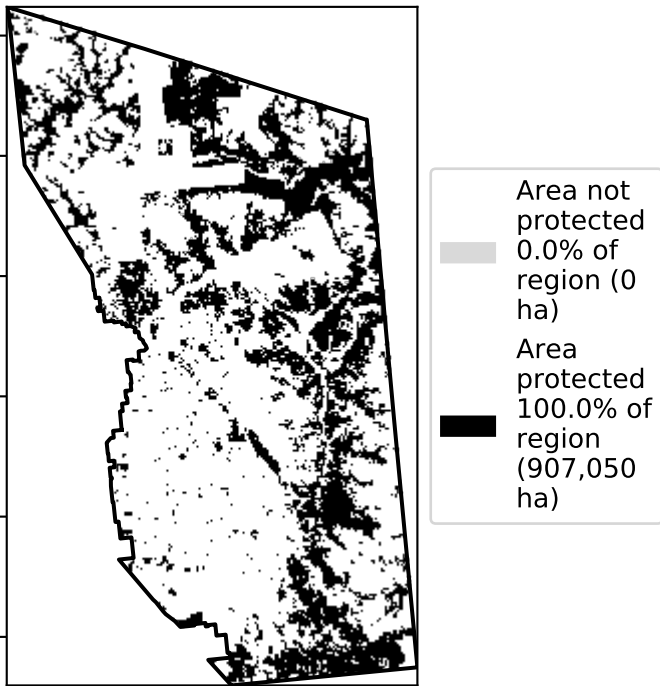 Area not
protected
0.0% of
region (0
ha)
Area
protected
100.0% of
region
(907,050
ha)